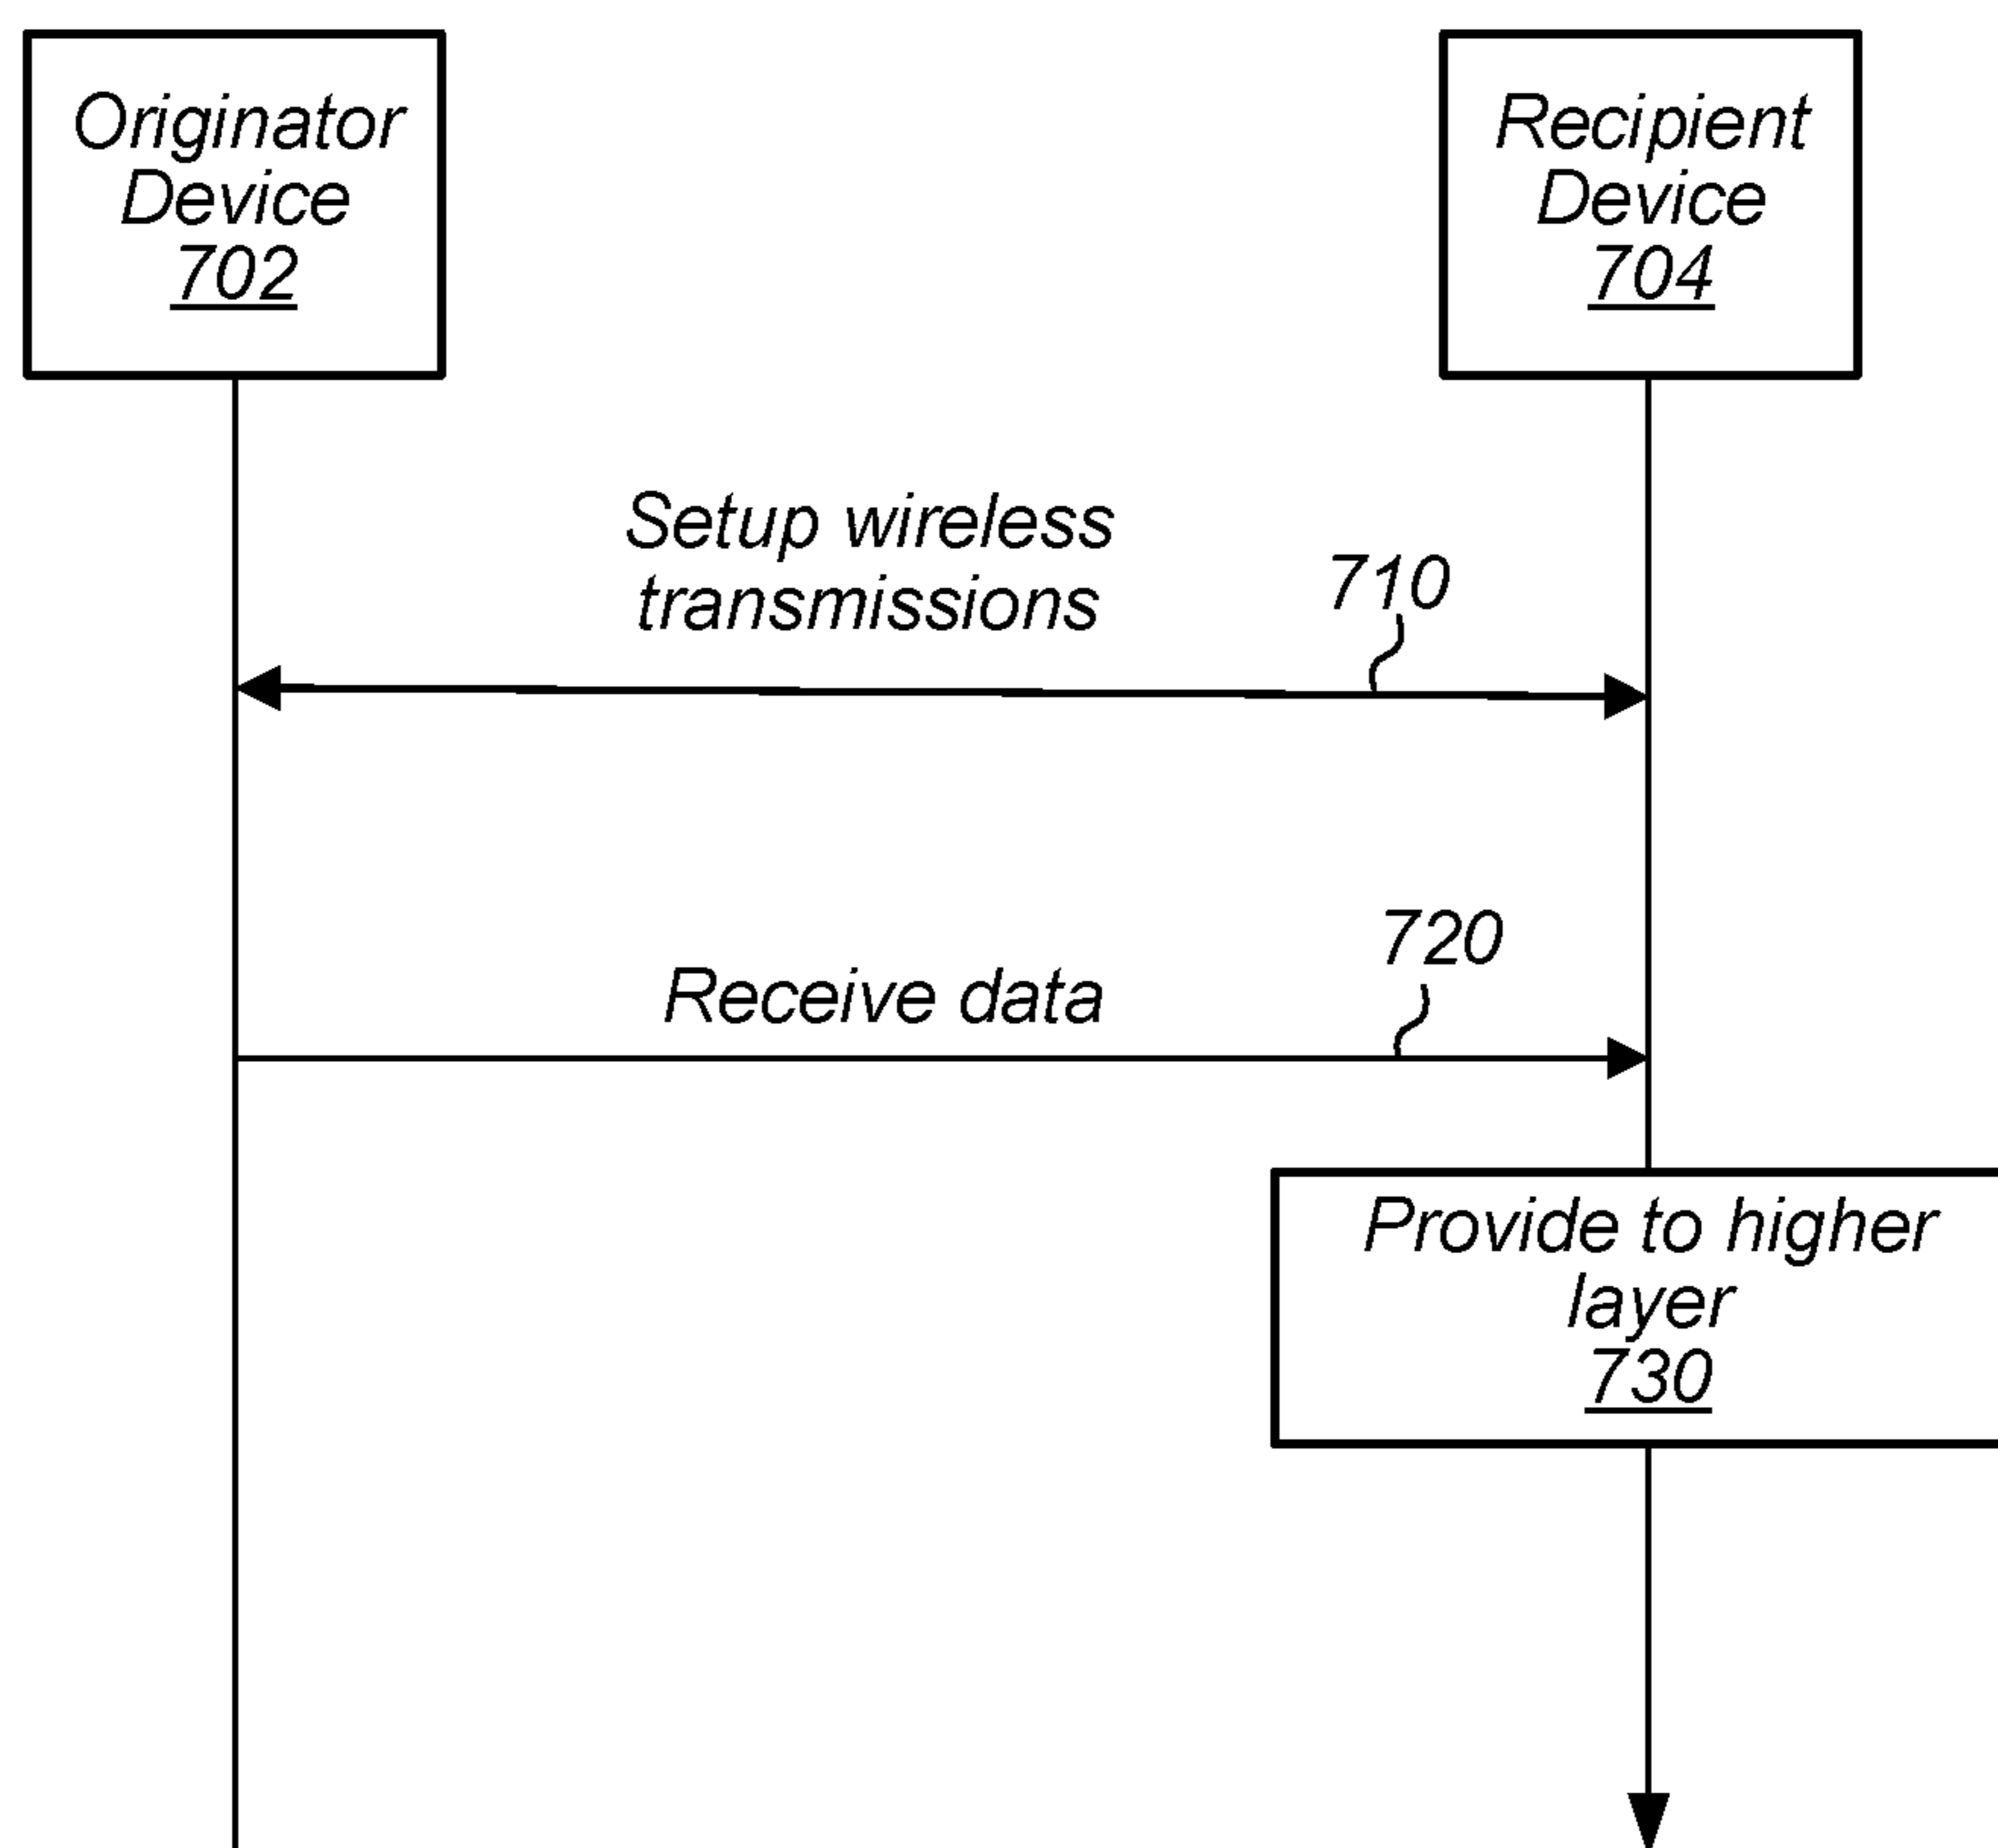 Originator
Device
702
Recipient
Device
704
Setup wireless
transmissions
710
720
Receive data
Provide to higher
layer
730